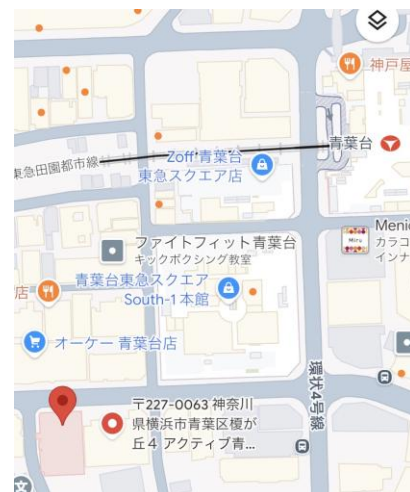 神戸屋
青葉台
東急田園都市線
Zoff 青葉台
東急スクエア店
Menic
カラコ
インナ
Miru
ファイトフィット青葉台
キックボクシング教室
青葉台東急スクエア
South-1 本館
店
オーケー 青葉台店
環状4号線
〒227-0063 神奈川
県横浜市青葉区榎が
丘4 アクティブ青...
文